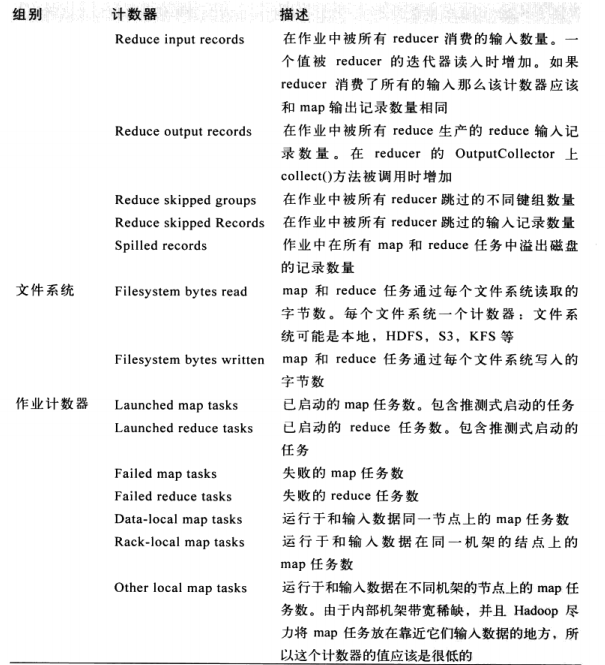 组别 计数器 描述
Reduce input records 在作业中被所有 reducer 消费的输入数量。一
个值被 reducer 的迭代器读入时增加。如果
reducer 消费了所有的输入那么该计数器应该
和 map 输出记录数量相同
Reduce output records 在作业中被所有 reduce 生产的 reduce 输入记
录数量。在 reducer 的 OutputCollector 上
collect()方法被调用时增加
Reduce skipped groups 在作业中被所有 reducer 跳过的不同键组数量
Reduce skipped Records 在作业中被所有 reducer 跳过的输入记录数量
Spilled records 作业中在所有 map 和 reduce 任务中溢出磁盘
的记录数量
文件系统 Filesystem bytes read map 和 reduce 任务通过每个文件系统读取的
字节数。每个文件系统一个计数器：文件系
统可能是本地，HDFS，S3，KFS 等
Filesystem bytes written map 和 reduce 任务通过每个文件系统写入的
字节数
作业计数器 Launched map tasks 已启动的 map 任务数。包含推测式启动的任务
Launched reduce tasks 已启动的 reduce 任务数。包含推测式启动的
任务
Failed map tasks 失败的 map 任务数
Failed reduce tasks 失败的 reduce 任务数
Data-local map tasks 运行于和输入数据同一节点上的 map 任务数
Rack-local map tasks 运行于和输入数据在同一机架的结点上的
map 任务数
Other local map tasks 运行于和输入数据在不同机架的节点上的 map 任
务数。由于内部机架带宽稀缺，并且 Hadoop 尽
力将 map 任务放在靠近它们输入数据的地方，所
以这个计数器的值应该是很低的